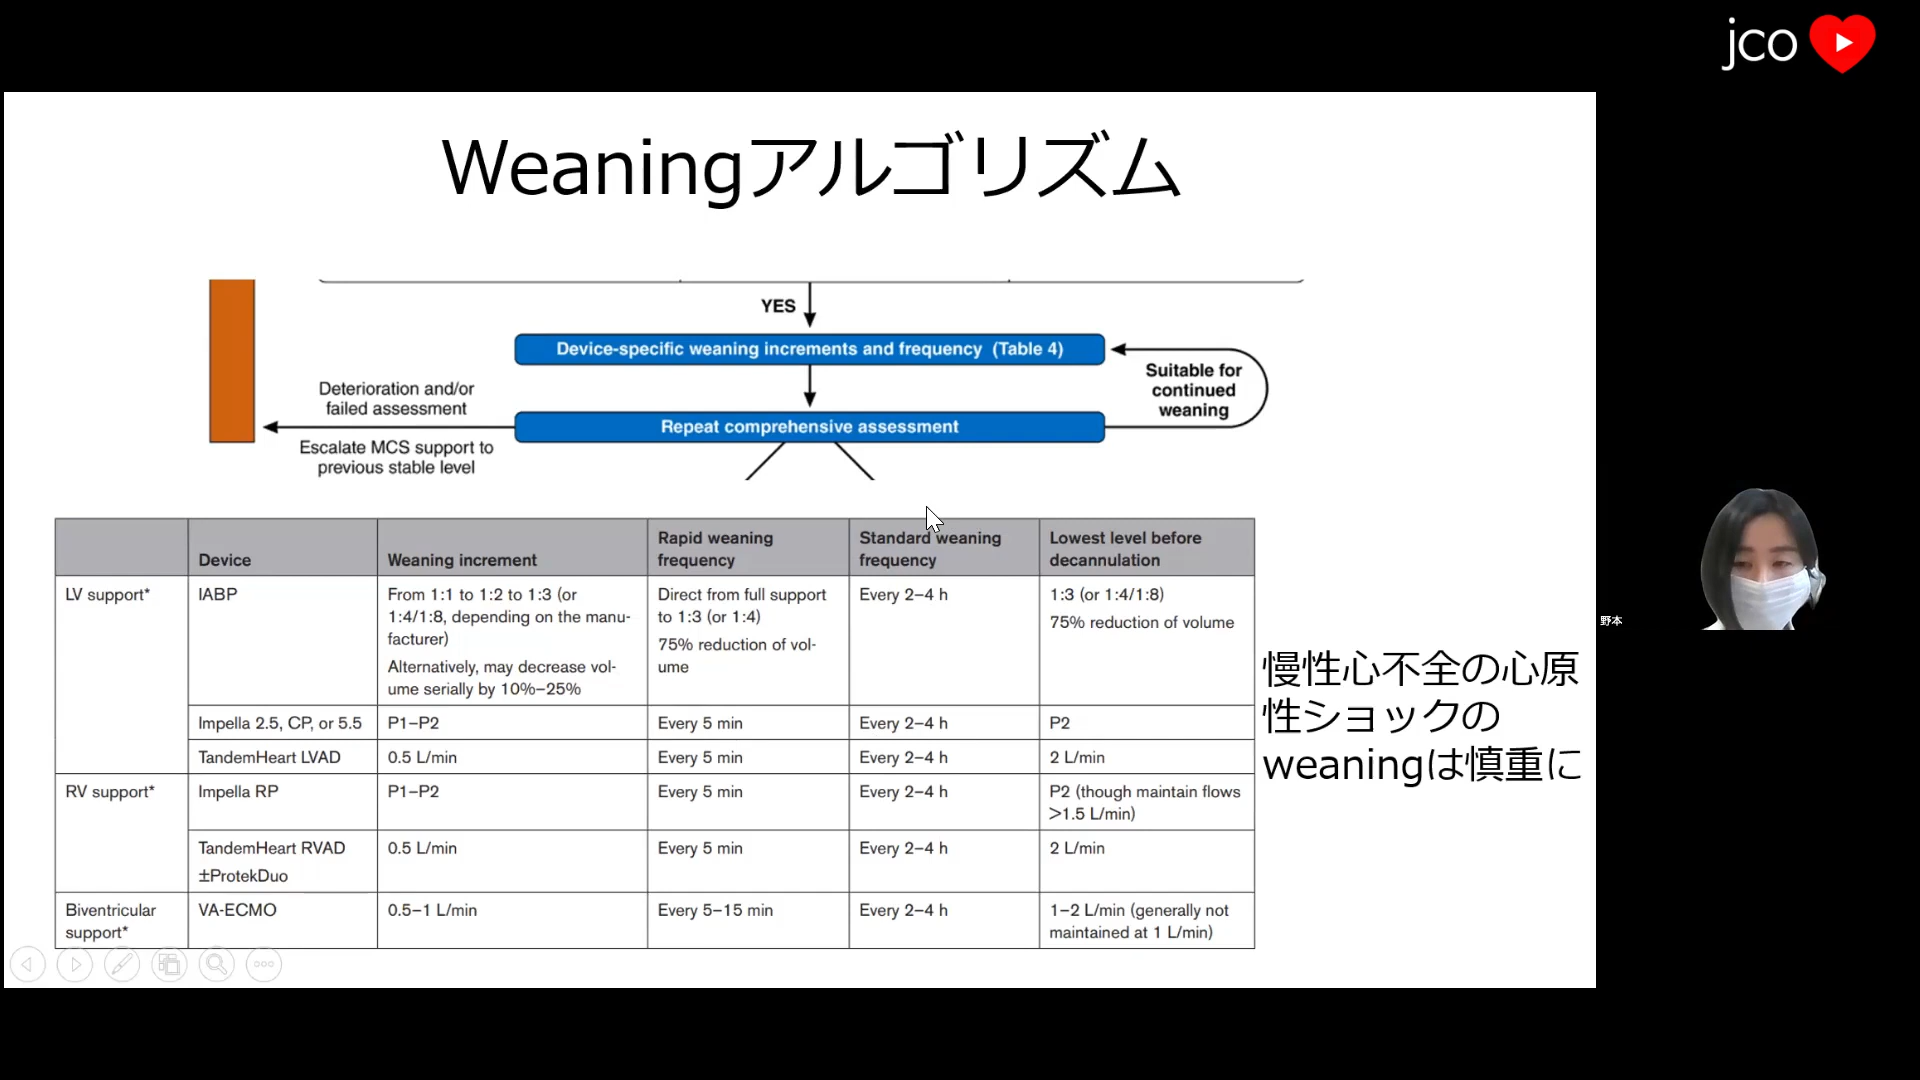 jco
Weaningアルゴリズム
YES
Device-specific weaning increments and frequency (Table 4)
Suitable for
continued
weaning
Deterioration and/or
failed assessment
Repeat comprehensive assessment
Escalate MCS support to
previous stable level
Device
Weaning increment
Rapid weaning
frequency
Standard weaning
frequency
Lowest level before
decannulation
LV support*
IABP
From 1:1 to 1:2 to 1:3 (or
1:4/1:8, depending on the manu-
facturer)
Alternatively, may decrease vol-
ume serially by 10%–25%
Direct from full support
to 1:3 (or 1:4)
75% reduction of vol-
ume
Every 2–4 h
1:3 (or 1:4/1:8)
75% reduction of volume
Impella 2.5, CP, or 5.5
P1–P2
Every 5 min
Every 2–4 h
P2
TandemHeart LVAD
0.5 L/min
Every 5 min
Every 2–4 h
2 L/min
RV support*
Impella RP
P1–P2
Every 5 min
Every 2–4 h
P2 (though maintain flows
>1.5 L/min)
TandemHeart RVAD
±ProtekDuo
0.5 L/min
Every 5 min
Every 2–4 h
2 L/min
Biventricular
support*
VA-ECMO
0.5–1 L/min
Every 5–15 min
Every 2–4 h
1–2 L/min (generally not
maintained at 1 L/min)
慢性心不全の心原
性ショックの
weaningは慎重に
野本